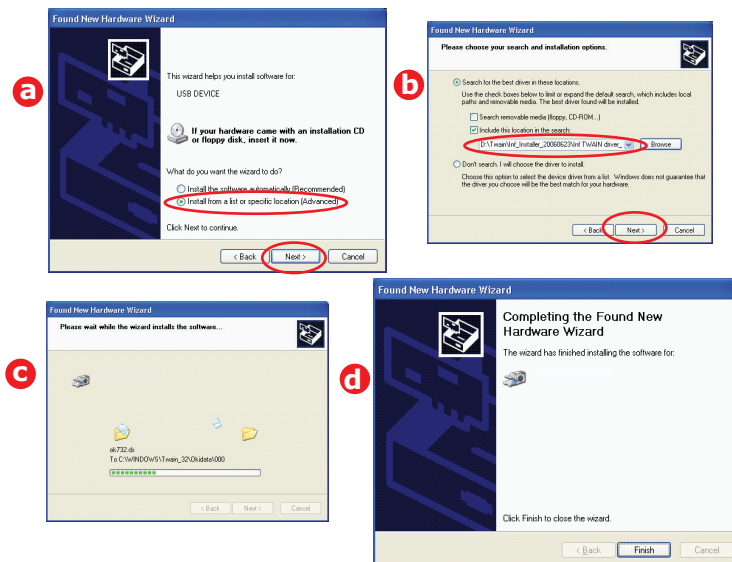 a
Found New Hardware Wizard
This wizard helps you install software for:
USB DEVICE
If your hardware came with an installation CD
or floppy disk, insert it now.
What do you want the wizard to do?
Install the software automatically (Recommended)
Install from a list or specific location (Advanced)
Click Next to continue.
< Back
Next >
Cancel
b
Found New Hardware Wizard
Please choose your search and installation options.
Search for the best driver in these locations.
Use the check boxes below to limit or expand the default search, which includes local
paths and removable media. The best driver found will be installed.
Search removable media (floppy, CD-ROM...)
Include this location in the search:
D:\Twain\Inf_Installer_20060623\Inf TWAIN driver_
Browse
Don't search. I will choose the driver to install.
Choose this option to select the device driver from a list. Windows does not guarantee that
the driver you choose will be the best match for your hardware.
< Back
Next >
Cancel
c
Found New Hardware Wizard
Please wait while the wizard installs the software...
ok732.ds
To C:\WINDOWS\Twain_32\Okidata\000
< Back
Next >
Cancel
d
Found New Hardware Wizard
Completing the Found New
Hardware Wizard
The wizard has finished installing the software for:
Click Finish to close the wizard.
< Back
Finish
Cancel